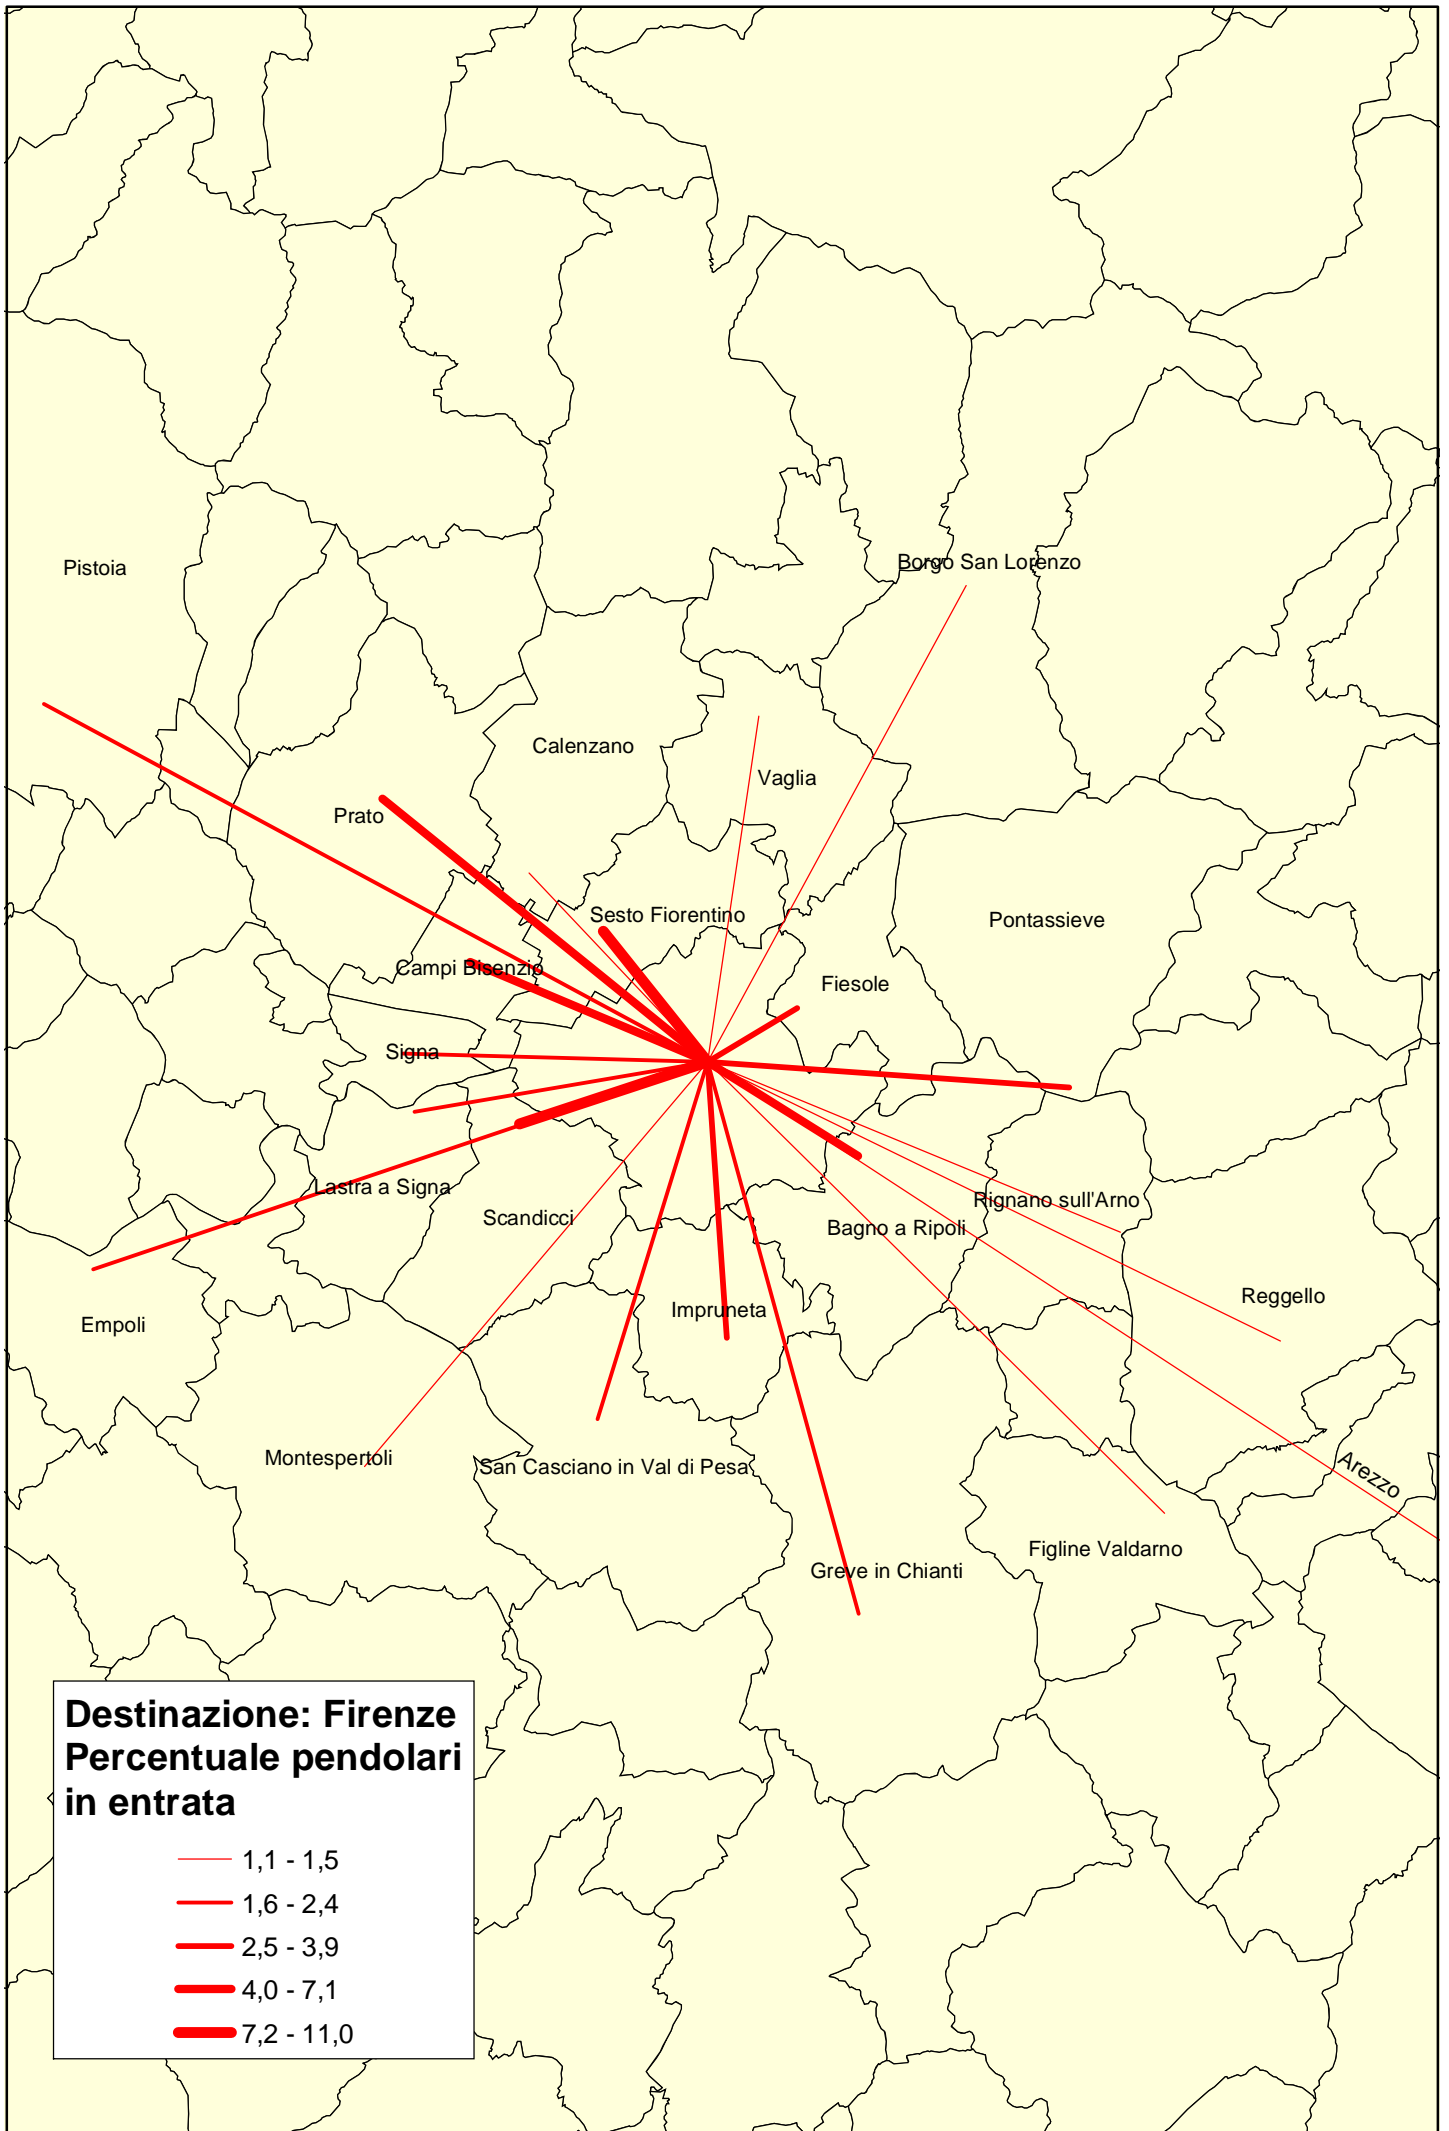 Borgo San Lorenzo
Pistoia
Calenzano
Vaglia
Prato
Sesto Fiorentino
Pontassieve
Campi Bisenzio
Fiesole
Signa
Lastra a Signa
Rignano sull'Arno
Scandicci
Bagno a Ripoli
Reggello
Impruneta
Empoli
Montespertoli
San Casciano in Val di Pesa
Arezzo
Figline Valdarno
Greve in Chianti
Destinazione: Firenze
Percentuale pendolari
in entrata
1,1 - 1,5
1,6 - 2,4
2,5 - 3,9
4,0 - 7,1
7,2 - 11,0